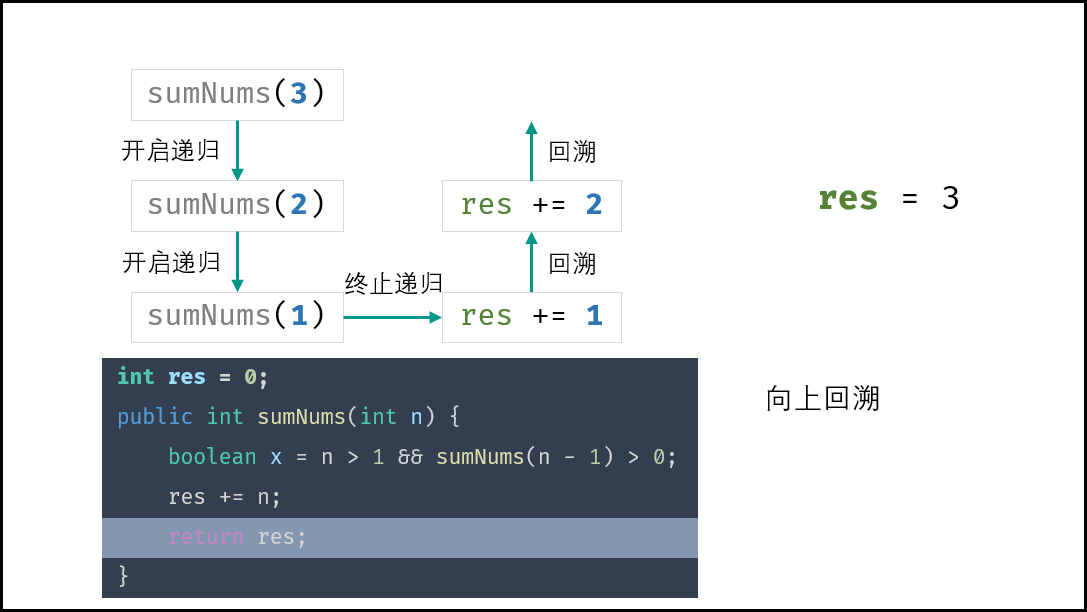 sumNums(3)
开启递归
回溯
sumNums(2)
res += 2
res = 3
开启递归
回溯
终止递归
sumNums(1)
res += 1
int res = 0;
public int sumNums(int n) {
boolean x = n > 1 && sumNums(n - 1) > 0;
res += n;
return res;
}
向上回溯